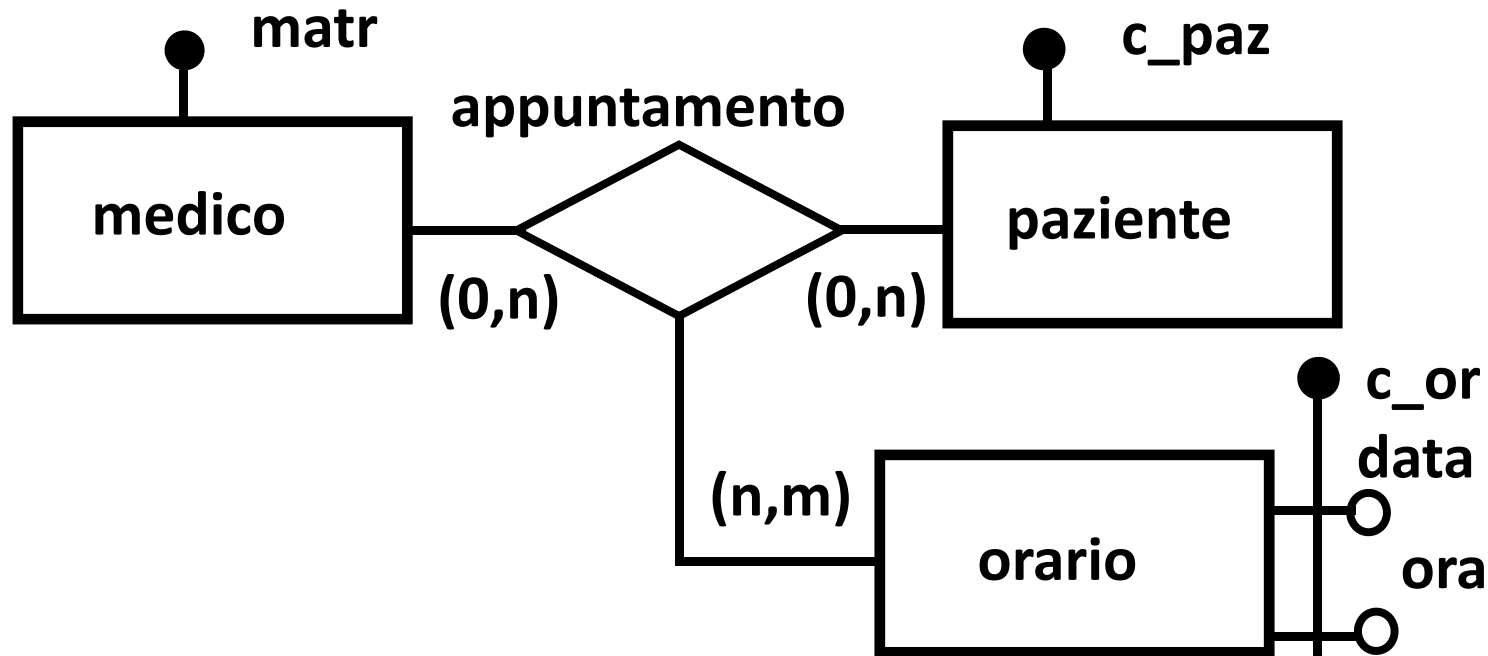 matr
c_paz
appuntamento
medico
paziente
(0,n)
(0,n)
c_or
data
(n,m)
orario
ora